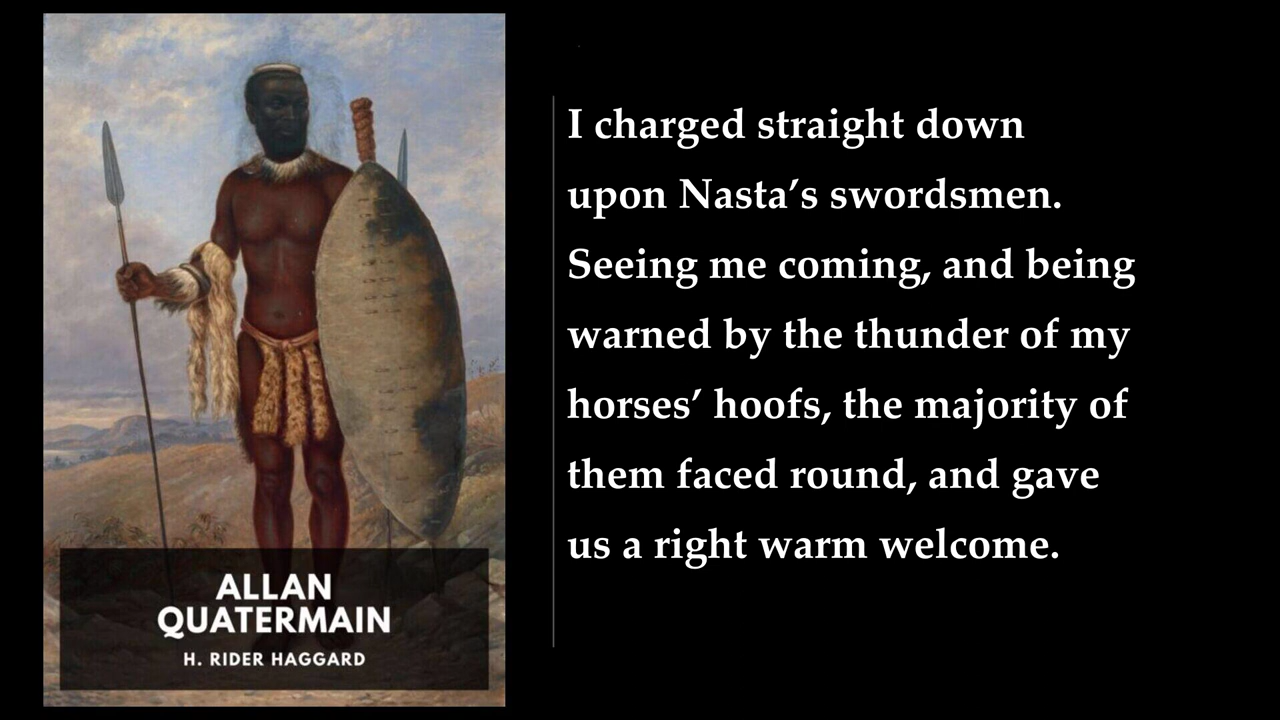 ALLAN
QUATERMAIN
H. RIDER HAGGARD
I charged straight down
upon Nasta’s swordsmen.
Seeing me coming, and being
warned by the thunder of my
horses’ hoofs, the majority of
them faced round, and gave
us a right warm welcome.